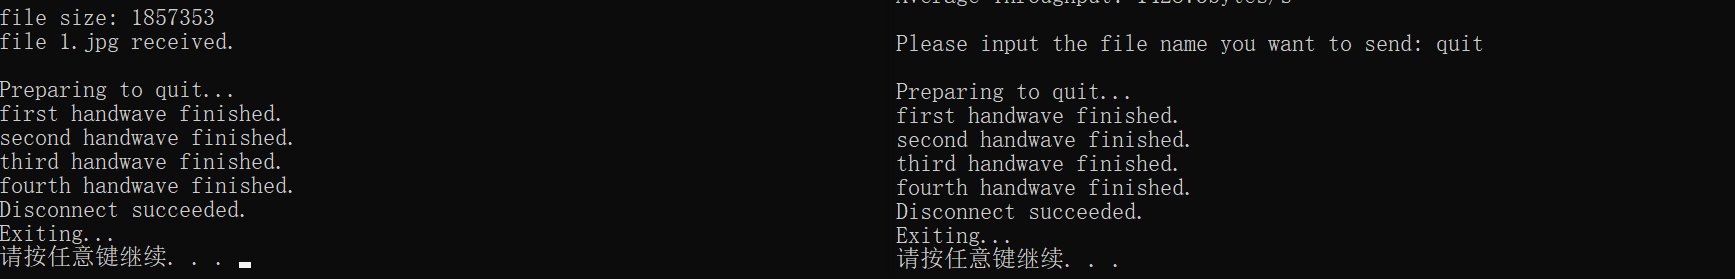 file size: 1857353
file 1.jpg received.
Preparing to quit...
first handwave finished.
second handwave finished.
third handwave finished.
fourth handwave finished.
Disconnect succeeded.
Exiting...
请按任意键继续. . .
Please input the file name you want to send: quit
Preparing to quit...
first handwave finished.
second handwave finished.
third handwave finished.
fourth handwave finished.
Disconnect succeeded.
Exiting...
请按任意键继续. . .